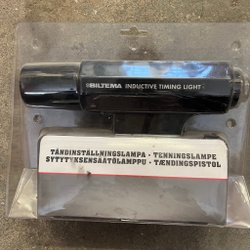 BILTEMA INDUCTIVE TIMING LIGHT
TÄNDINSTÄLLNINGSLAMPA - TENNINGSLAMPE
SYTYTYKSENSÄÄTÖLAMPPU - TÆNDINGSPISTOL